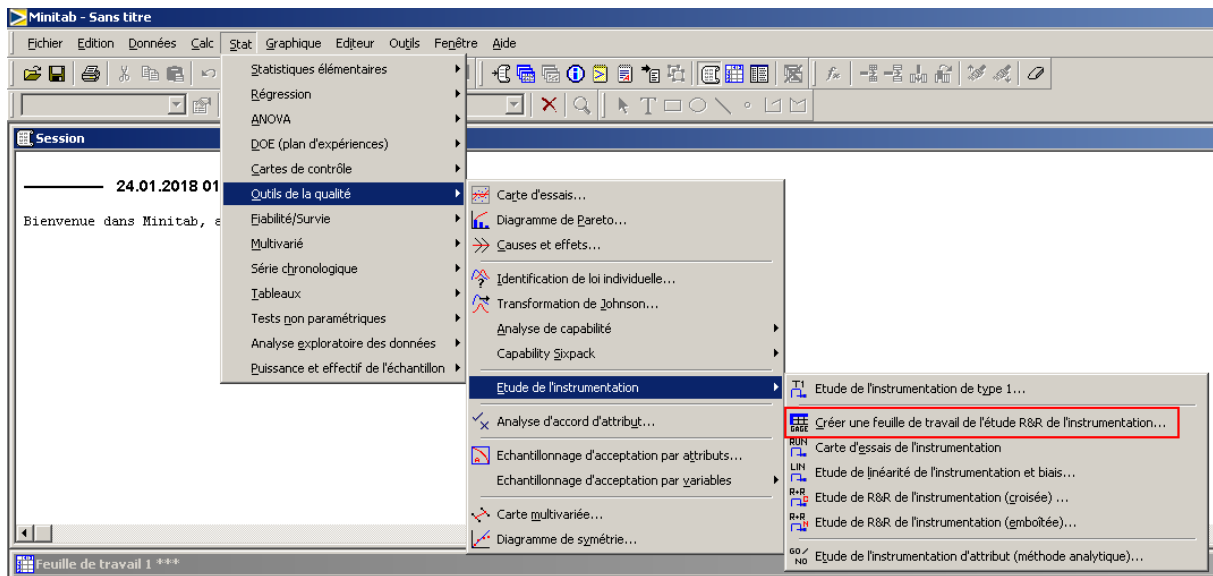 Minitab - Sans titre
Fichier Edition Données Calc Stat Graphique Editeur Outils Fenêtre Aide
Session
24.01.2018 01
Bienvenue dans Minitab, a
Statistiques élémentaires
Régression
ANOVA
DOE (plan d'expériences)
Cartes de contrôle
Outils de la qualité
Fiabilité/Survie
Multivarié
Série chronologique
Tableaux
Tests non paramétriques
Analyse exploratoire des données
Puissance et effectif de l'échantillon
Carte d'essais...
Diagramme de Pareto...
Causes et effets...
Identification de loi individuelle...
Transformation de Johnson...
Analyse de capabilité
Capability Sixpack
Etude de l'instrumentation
Analyse d'accord d'attribut...
Echantillonnage d'acceptation par attributs...
Echantillonnage d'acceptation par variables
Carte multivariée...
Diagramme de symétrie...
T1 Etude de l'instrumentation de type 1...
GAGE Créer une feuille de travail de l'étude R&R de l'instrumentation...
RUN Carte d'essais de l'instrumentation
LIN Etude de linéarité de l'instrumentation et biais...
R+R Etude de R&R de l'instrumentation (croisée) ...
R+R Etude de R&R de l'instrumentation (emboîtée)...
GO/NO Etude de l'instrumentation d'attribut (méthode analytique)...
Feuille de travail 1 ***